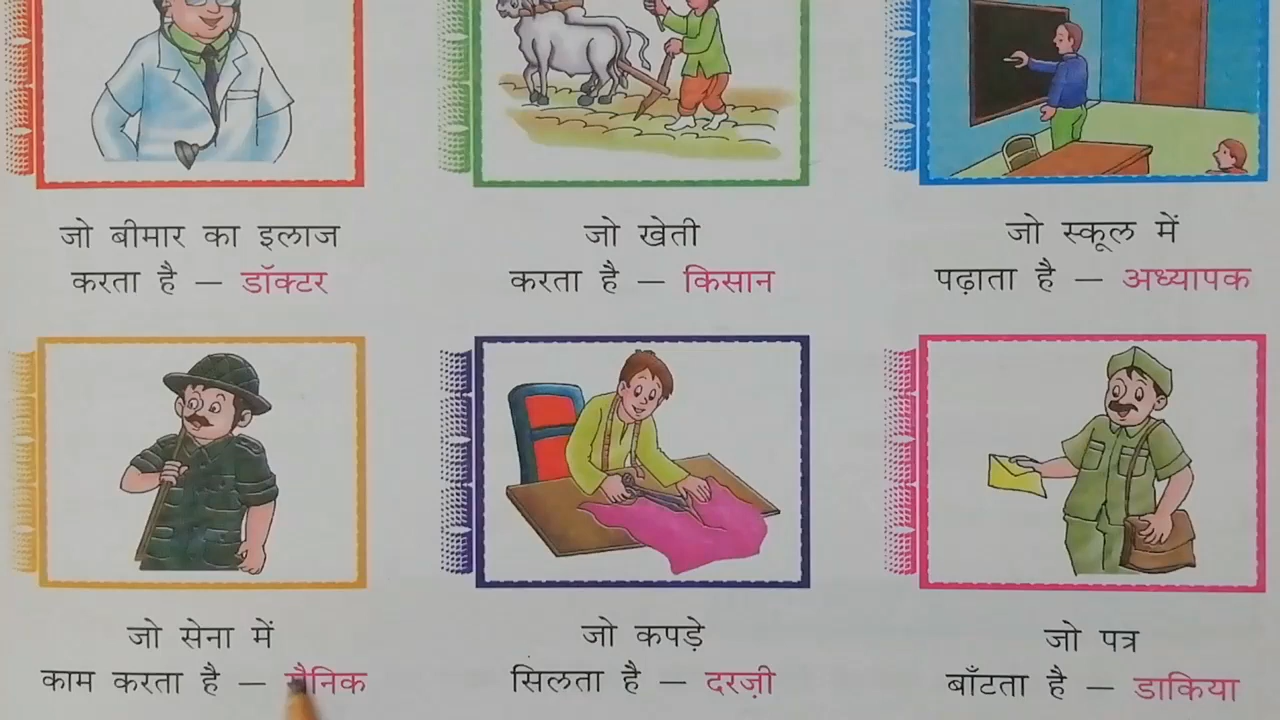 जो बीमार का इलाज
करता है – डॉक्टर
जो खेती
करता है – किसान
जो स्कूल में
पढ़ाता है – अध्यापक
जो सेना में
काम करता है – सैनिक
जो कपड़े
सिलता है – दरज़ी
जो पत्र
बाँटता है – डाकिया